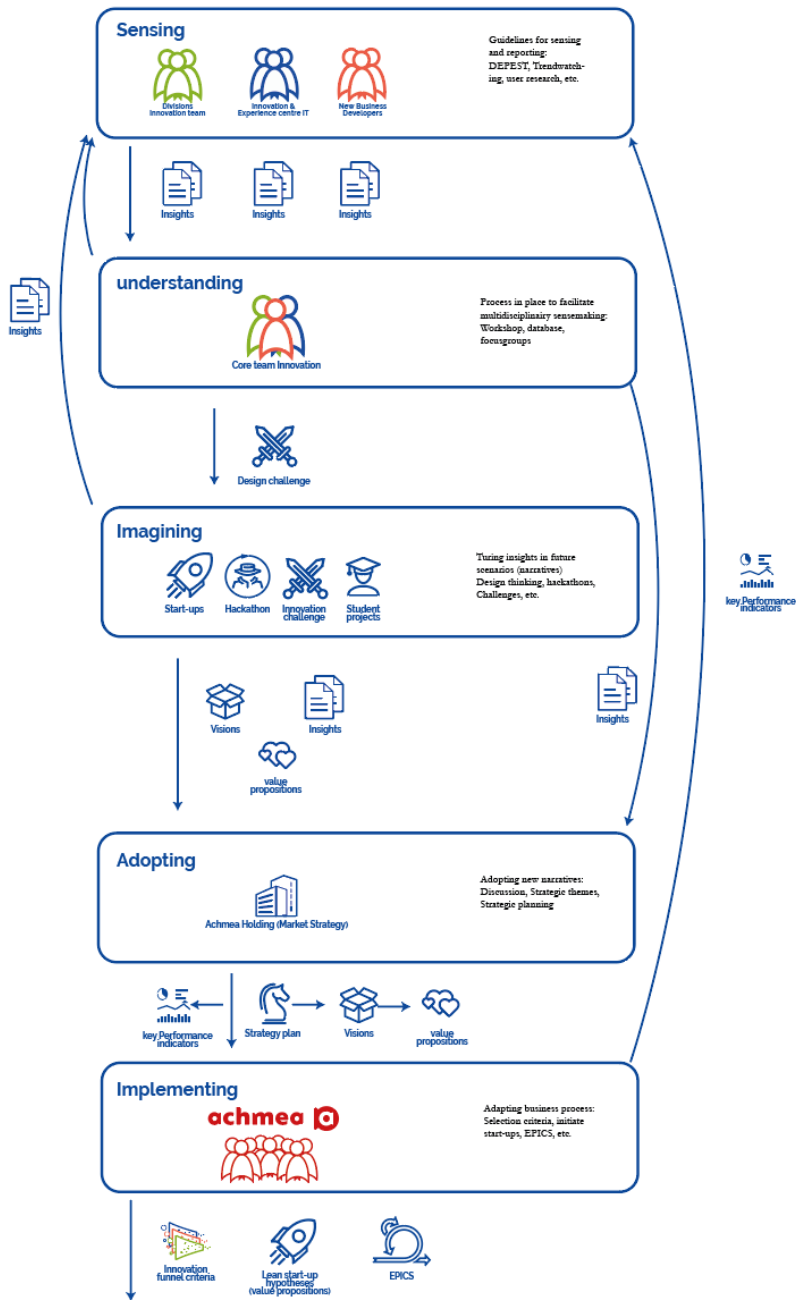 Sensing
Guidelines for sensing
and reporting:
DEPEST, Trendwatch-
ing, user research, etc.
Divisions
Innovation team
Innovation &
Experience centre IT
New Business
Developers
Insights
Insights
Insights
understanding
Process in place to facilitate
multidisciplinairy sensemaking:
Workshop, database,
focusgroups
Core team Innovation
Insights
Design challenge
Imagining
Turing insights in future
scenarios (narratives)
Design thinking, hackathons,
Challenges, etc.
Start-ups
Hackathon
Innovation
challenge
Student
projects
key Performance
indicators
Visions
Insights
value
propositions
Insights
Adopting
Adopting new narratives:
Discussion, Strategic themes,
Strategic planning
Achmea Holding (Market Strategy)
key Performance
indicators
Strategy plan
Visions
value
propositions
Implementing
achmea
Adapting business process:
Selection criteria, initiate
start-ups, EPICS, etc.
Innovation
funnel criteria
Lean start-up
hypotheses
(value propositions)
EPICS